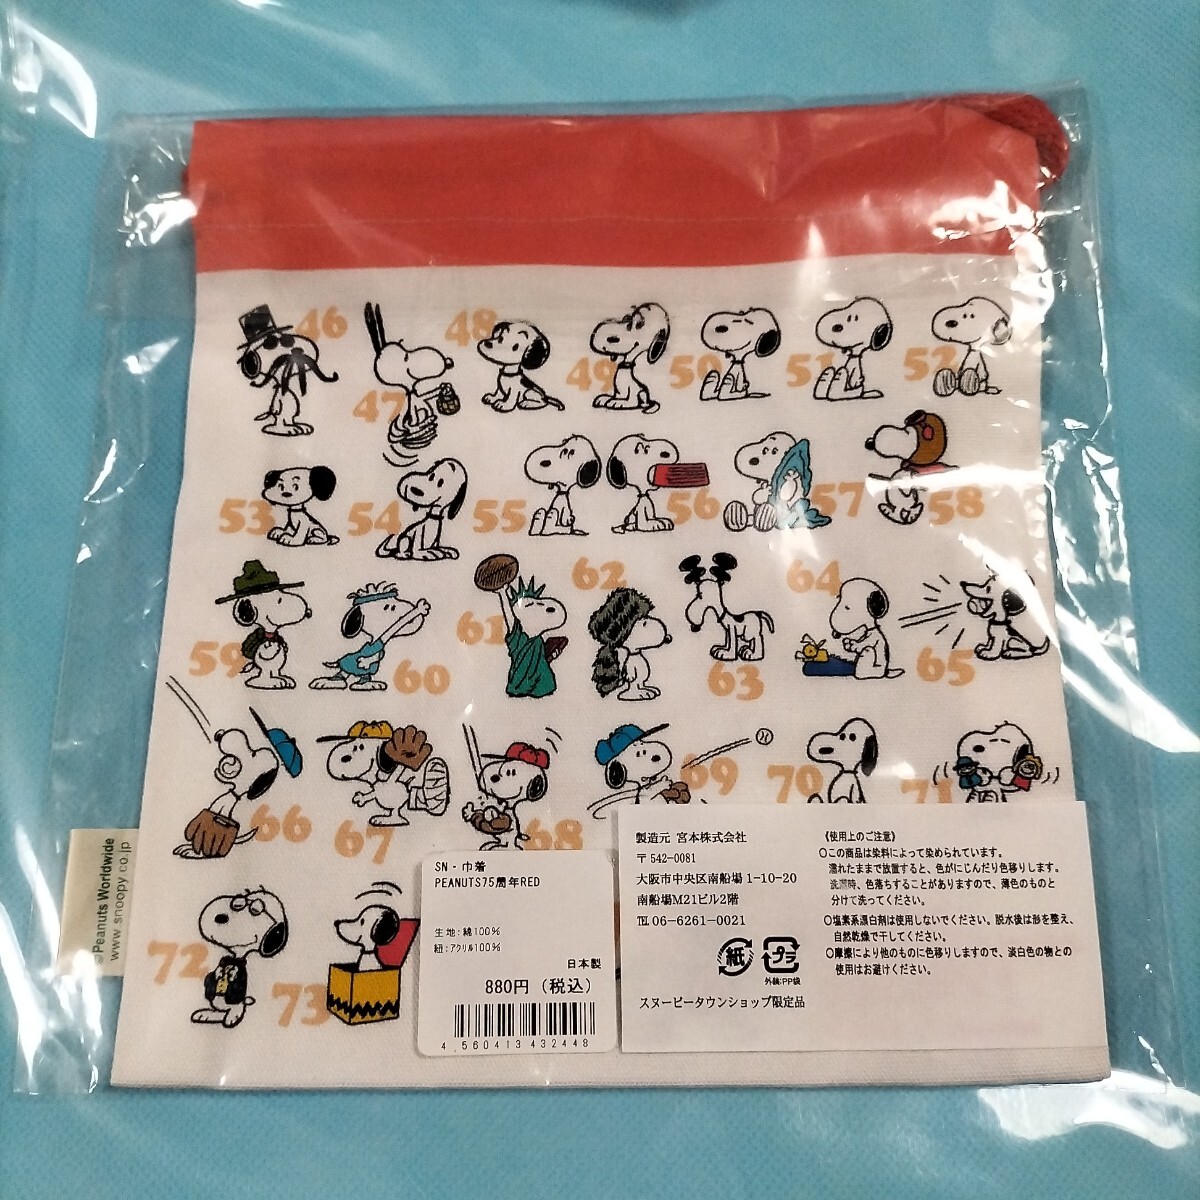 46
47
48
49
50
51
52
53
54
55
56
57
58
59
60
61
62
63
64
65
66
67
68
69
70
71
72
73
©Peanuts Worldwide
www.snoopy.co.jp
SN・巾着
PEANUTS75周年RED
生地:綿100%
紐:アクリル100%
日本製
880円(税込)
4 560413 432448
製造元 宮本株式会社
〒542-0081
大阪市中央区南船場1-10-20
南船場M21ビル2階
℡06-6261-0021
紙
プラ
外装:PP袋
スヌーピータウンショップ限定品
《使用上のご注意》
○この商品は染料によって染められています。
濡れたままで放置すると、色がにじんだり色移りします。
洗濯時、色落ちすることがありますので、薄色のものと
分けて洗ってください。
○塩素系漂白剤は使用しないでください。脱水後は形を整え、
自然乾燥で干してください。
○摩擦により他のものに色移りしますので、淡白色の物との
使用はお避けください。